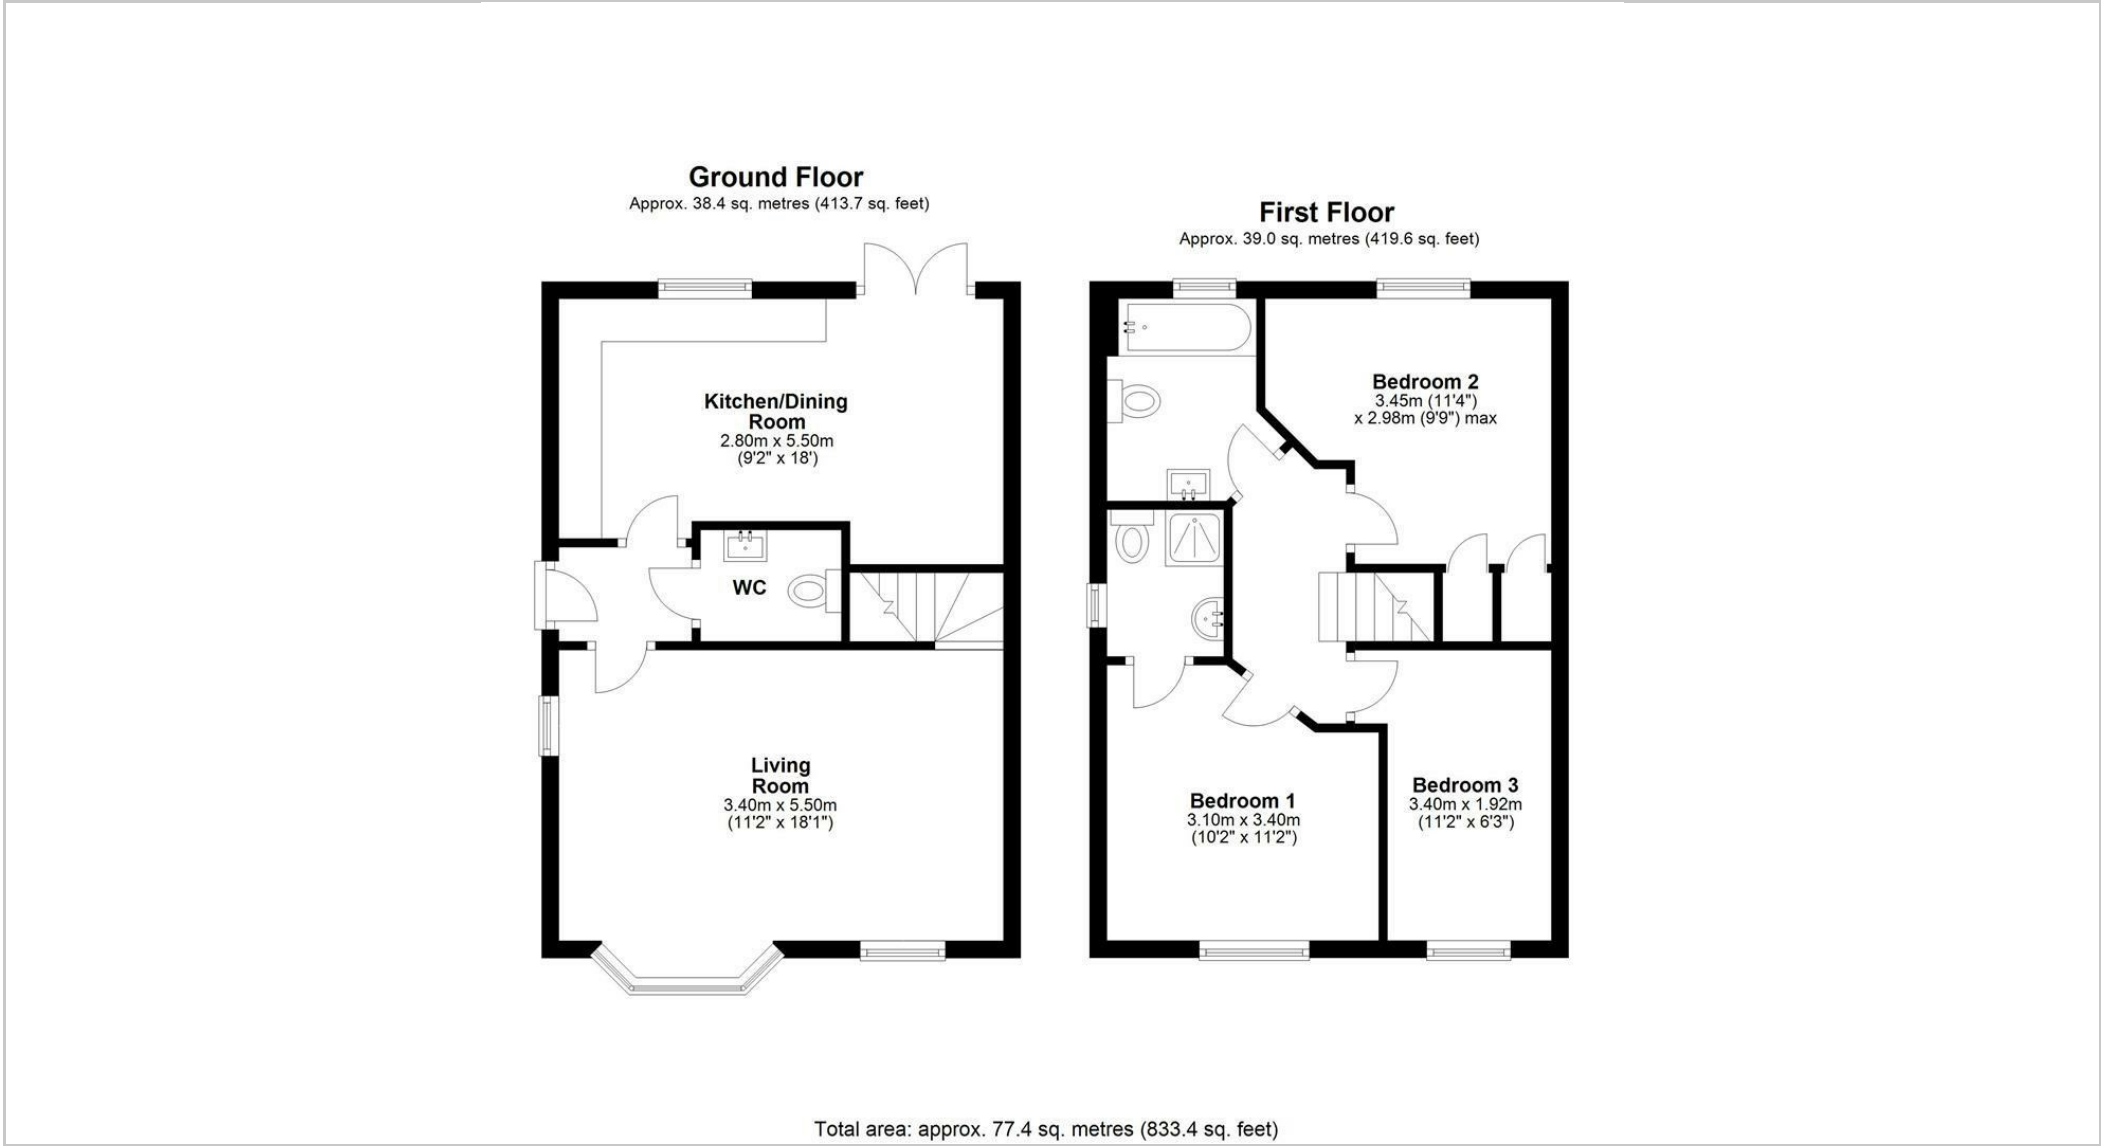 Ground Floor
Approx. 38.4 sq. metres (413.7 sq. feet)
Kitchen/Dining
Room
2.80m x 5.50m
(9'2" x 18')
WC
Living
Room
3.40m x 5.50m
(11'2" x 18'1")
First Floor
Approx. 39.0 sq. metres (419.6 sq. feet)
Bedroom 2
3.45m (11'4")
x 2.98m (9'9") max
Bedroom 1
3.10m x 3.40m
(10'2" x 11'2")
Bedroom 3
3.40m x 1.92m
(11'2" x 6'3")
Total area: approx. 77.4 sq. metres (833.4 sq. feet)